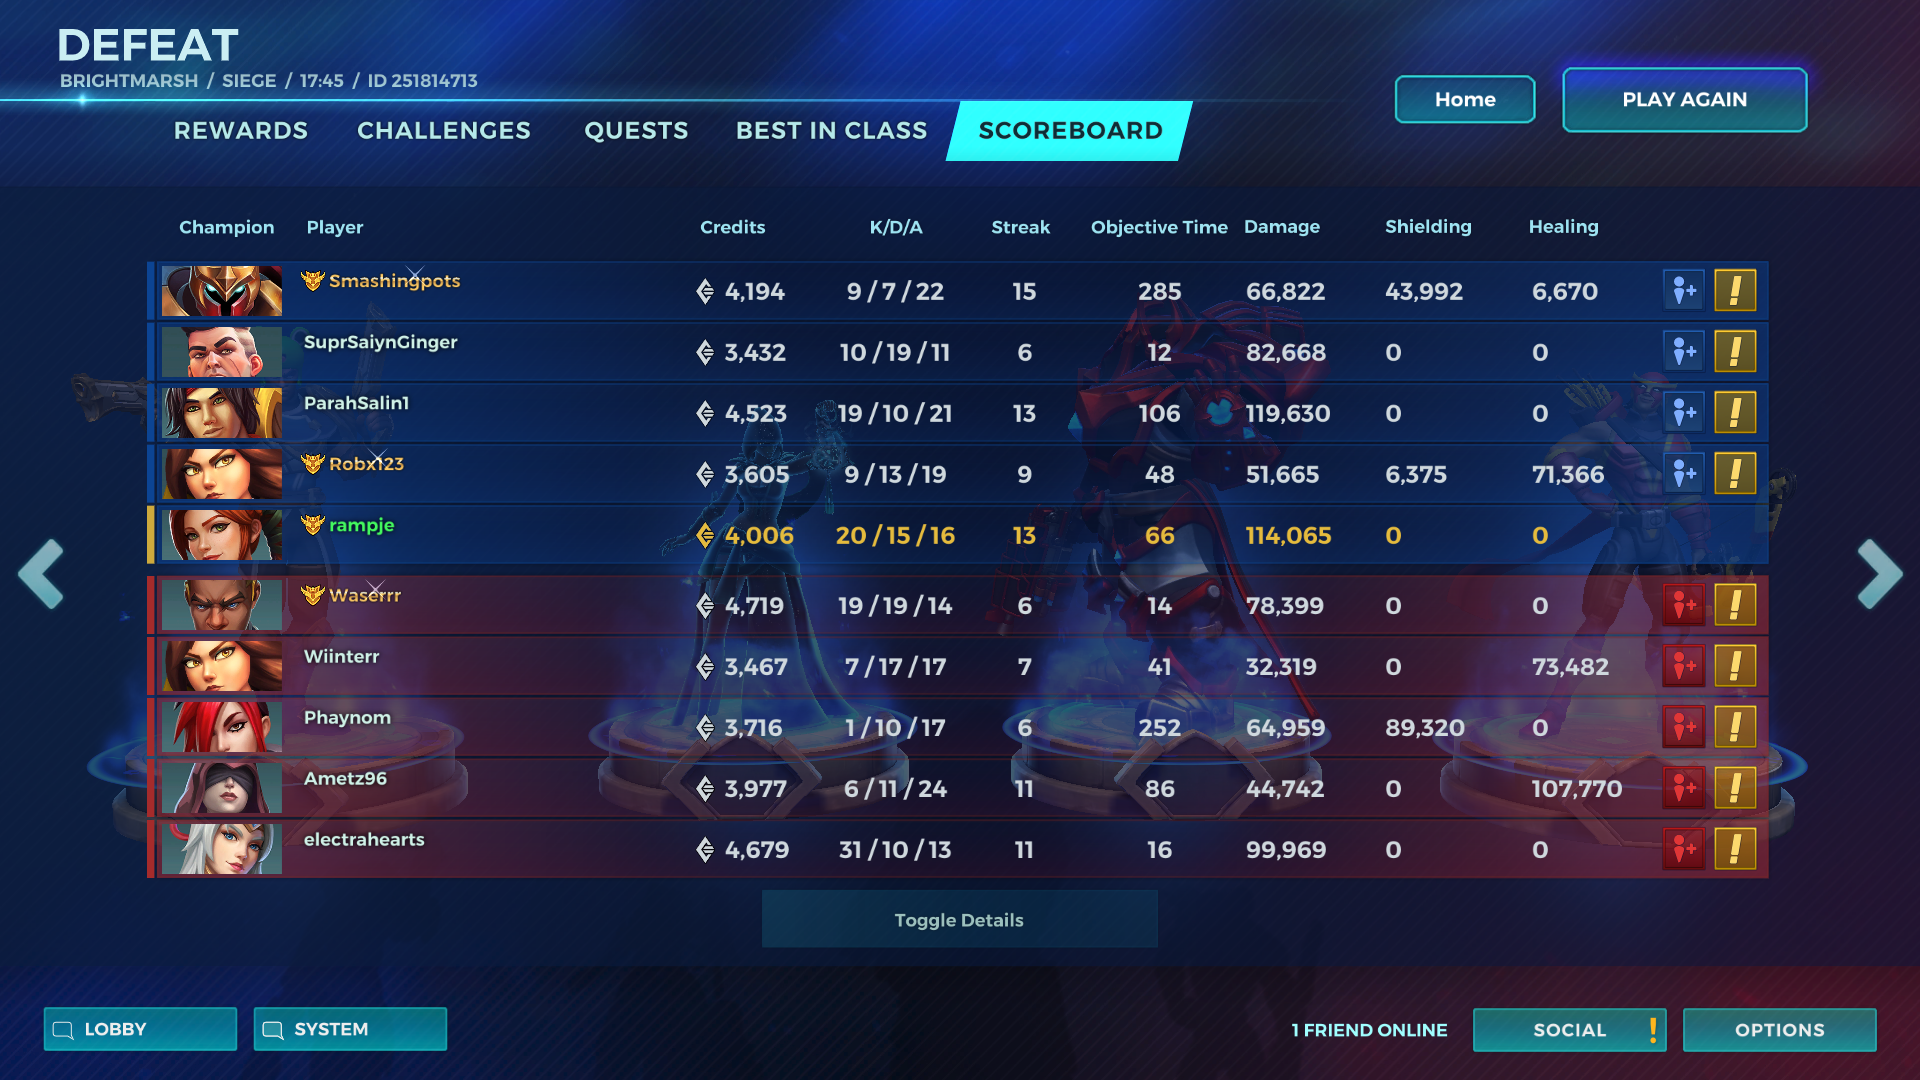 DEFEAT
BRIGHTMARSH / SIEGE / 17:45 / ID 251814713
Home
PLAY AGAIN
REWARDS CHALLENGES QUESTS BEST IN CLASS SCOREBOARD
Champion Player Credits K/D/A Streak Objective Time Damage Shielding Healing
Smashingpots 4,194 9 / 7 / 22 15 285 66,822 43,992 6,670
SuprSaiynGinger 3,432 10 / 19 / 11 6 12 82,668 0 0
ParahSalin1 4,523 19 / 10 / 21 13 106 119,630 0 0
Robx123 3,605 9 / 13 / 19 9 48 51,665 6,375 71,366
rampje 4,006 20 / 15 / 16 13 66 114,065 0 0
Waserrr 4,719 19 / 19 / 14 6 14 78,399 0 0
Wiinterr 3,467 7 / 17 / 17 7 41 32,319 0 73,482
Phaynom 3,716 1 / 10 / 17 6 252 64,959 89,320 0
Ametz96 3,977 6 / 11 / 24 11 86 44,742 0 107,770
electrahearts 4,679 31 / 10 / 13 11 16 99,969 0 0
Toggle Details
LOBBY SYSTEM 1 FRIEND ONLINE SOCIAL ! OPTIONS